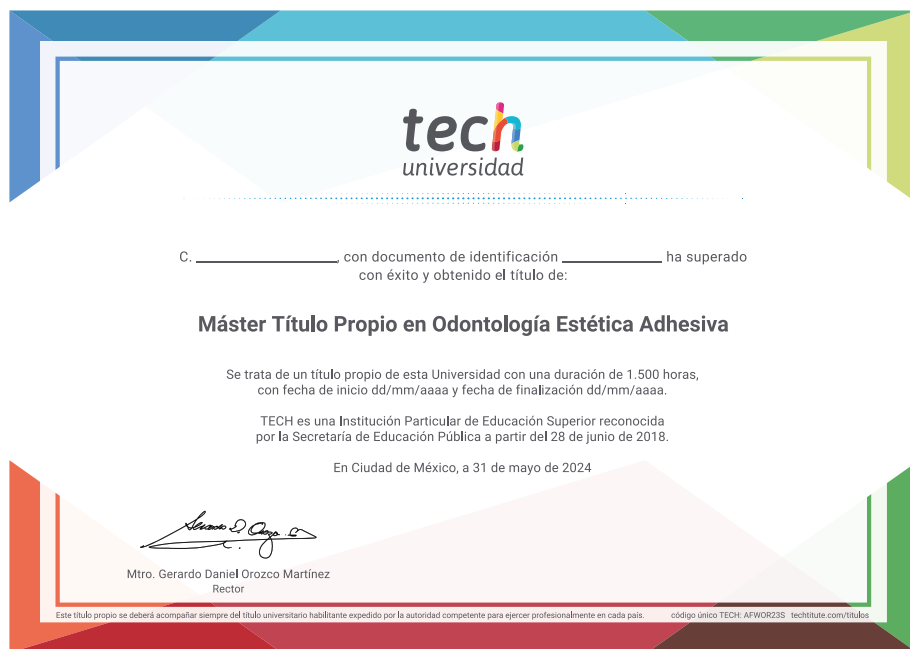 tech
universidad
C. ____________, con documento de identificación ____________ ha superado
con éxito y obtenido el título de:
Máster Título Propio en Odontología Estética Adhesiva
Se trata de un título propio de esta Universidad con una duración de 1.500 horas,
con fecha de inicio dd/mm/aaaa y fecha de finalización dd/mm/aaaa.
TECH es una Institución Particular de Educación Superior reconocida
por la Secretaría de Educación Pública a partir del 28 de junio de 2018.
En Ciudad de México, a 31 de mayo de 2024
Mtro. Gerardo Daniel Orozco Martínez
Rector
Este título propio se deberá acompañar siempre del título universitario habilitante expedido por la autoridad competente para ejercer profesionalmente en cada país. código único TECH: AFWOR23S techtitute.com/titulos